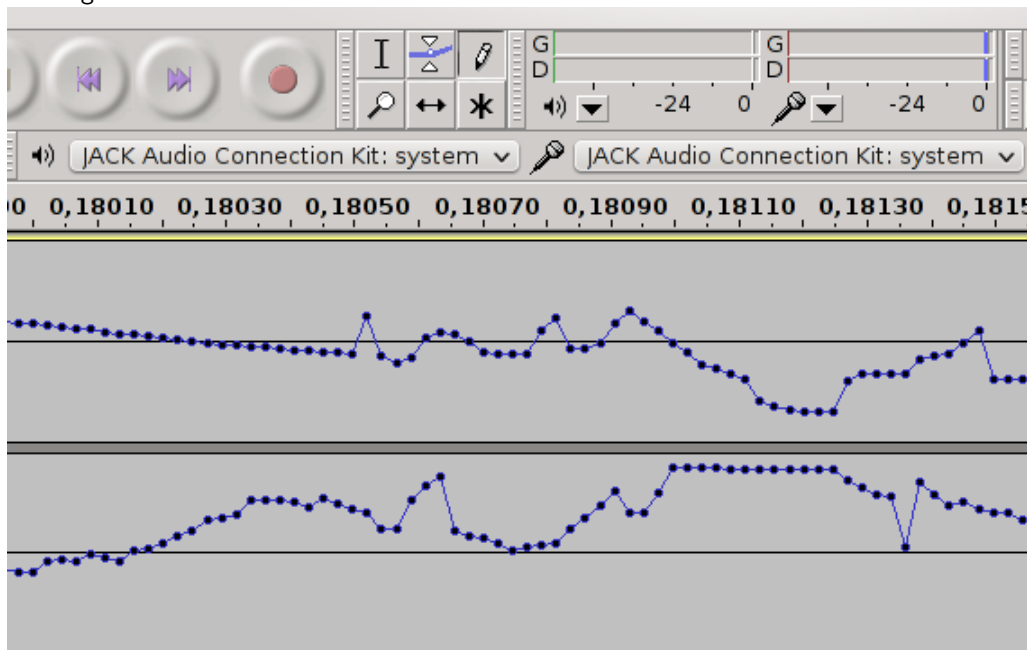 G G
D D
-24 0 -24 0
JACK Audio Connection Kit: system JACK Audio Connection Kit: system
0,18010 0,18030 0,18050 0,18070 0,18090 0,18110 0,18130